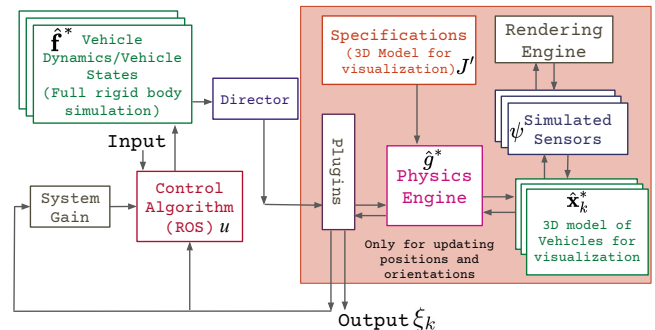 f̂* Vehicle
Dynamics/Vehicle
States
(Full rigid body
simulation)
Director
Input
System
Gain
Control
Algorithm
(ROS) u
Specifications
(3D Model for
visualization) J′
Rendering
Engine
ψ Simulated
Sensors
Plugins
ĝ*
Physics
Engine
x̂*ₖ
3D model of
Vehicles for
visualization
Only for updating
positions and
orientations
Output ξₖ